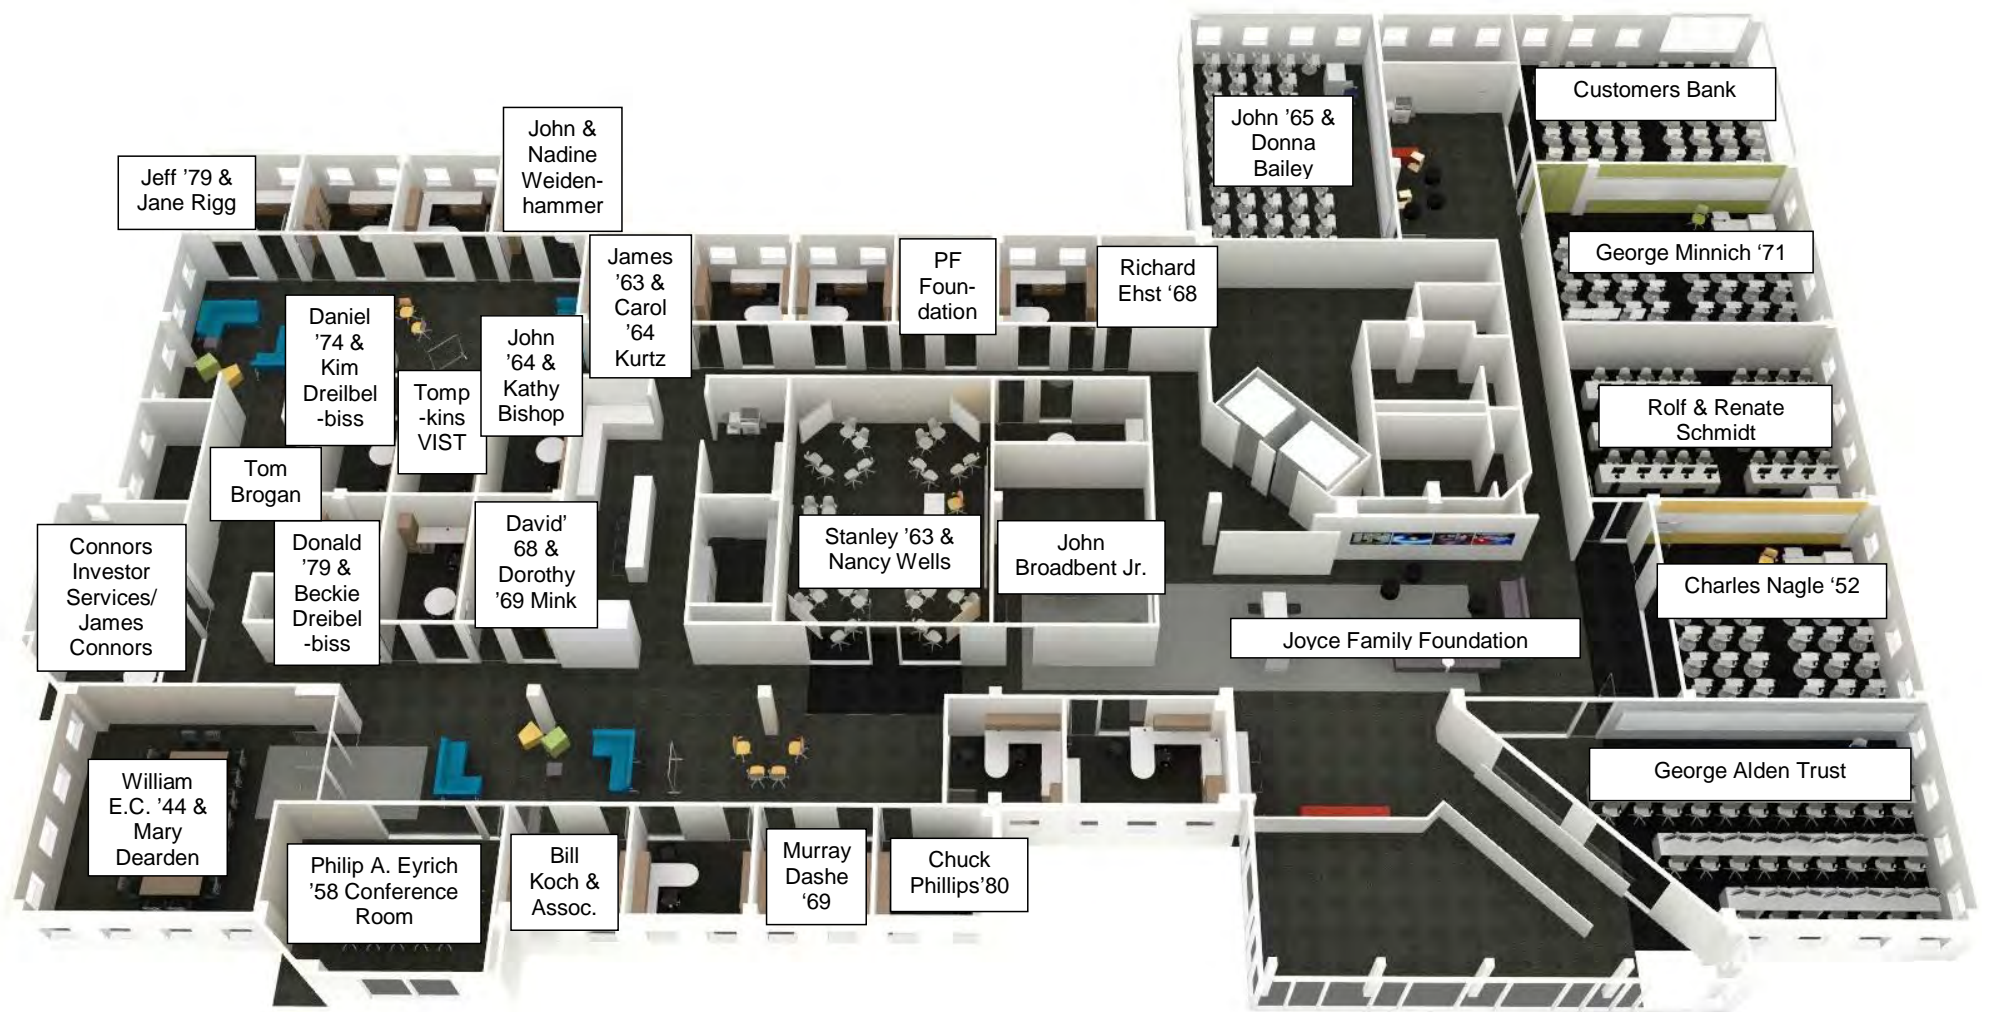 Customers Bank
John '65 &
Donna
Bailey
John &
Nadine
Weiden-
hammer
Jeff '79 &
Jane Rigg
George Minnich '71
James
'63 &
Carol
'64
Kurtz
PF
Foun-
dation
Richard
Ehst '68
Daniel
'74 &
Kim
Dreilbel
-biss
John
'64 &
Kathy
Bishop
Tomp
-kins
VIST
Rolf & Renate
Schmidt
Tom
Brogan
Connors
Investor
Services/
James
Connors
Donald
'79 &
Beckie
Dreibel
-biss
David'
68 &
Dorothy
'69 Mink
Stanley '63 &
Nancy Wells
John
Broadbent Jr.
Charles Nagle '52
Joyce Family Foundation
George Alden Trust
William
E.C. '44 &
Mary
Dearden
Philip A. Eyrich
'58 Conference
Room
Bill
Koch &
Assoc.
Murray
Dashe
'69
Chuck
Phillips'80